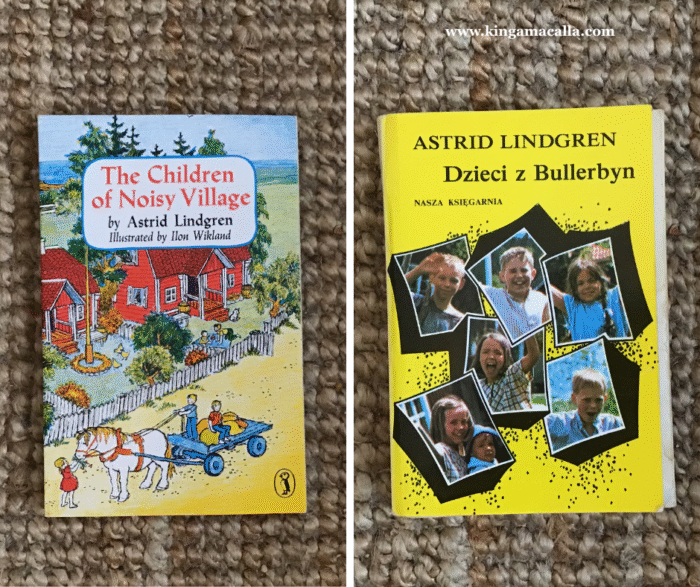 The Children
of Noisy Village
by Astrid Lindgren
Illustrated by Ilon Wikland
www.kingamacalla.com
ASTRID LINDGREN
Dzieci z Bullerbyn
NASZA KSIĘGARNIA